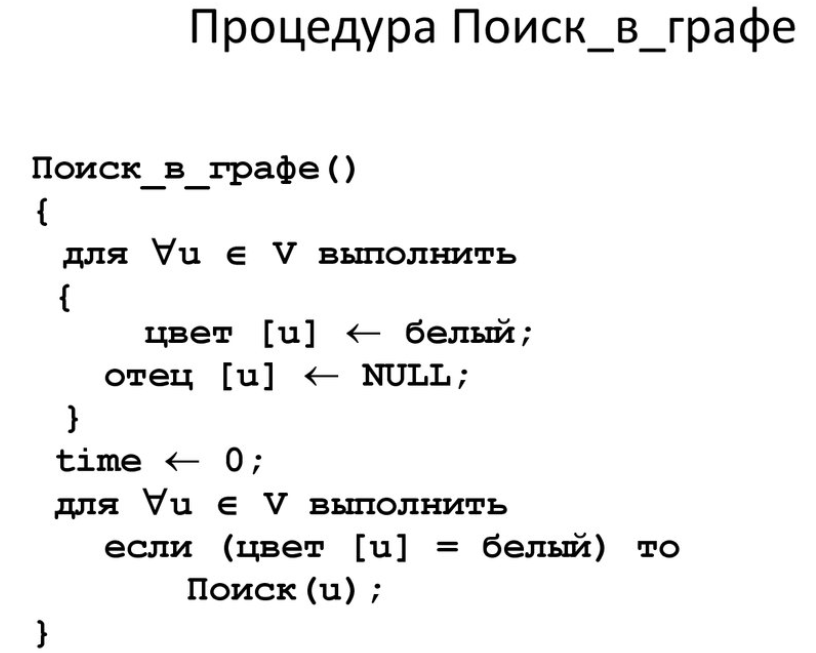 Процедура Поиск_в_графе
Поиск_в_графе()
{
для ∀u ∈ V выполнить
{
цвет [u] ← белый;
отец [u] ← NULL;
}
time ← 0;
для ∀u ∈ V выполнить
если (цвет [u] = белый) то
Поиск(u);
}